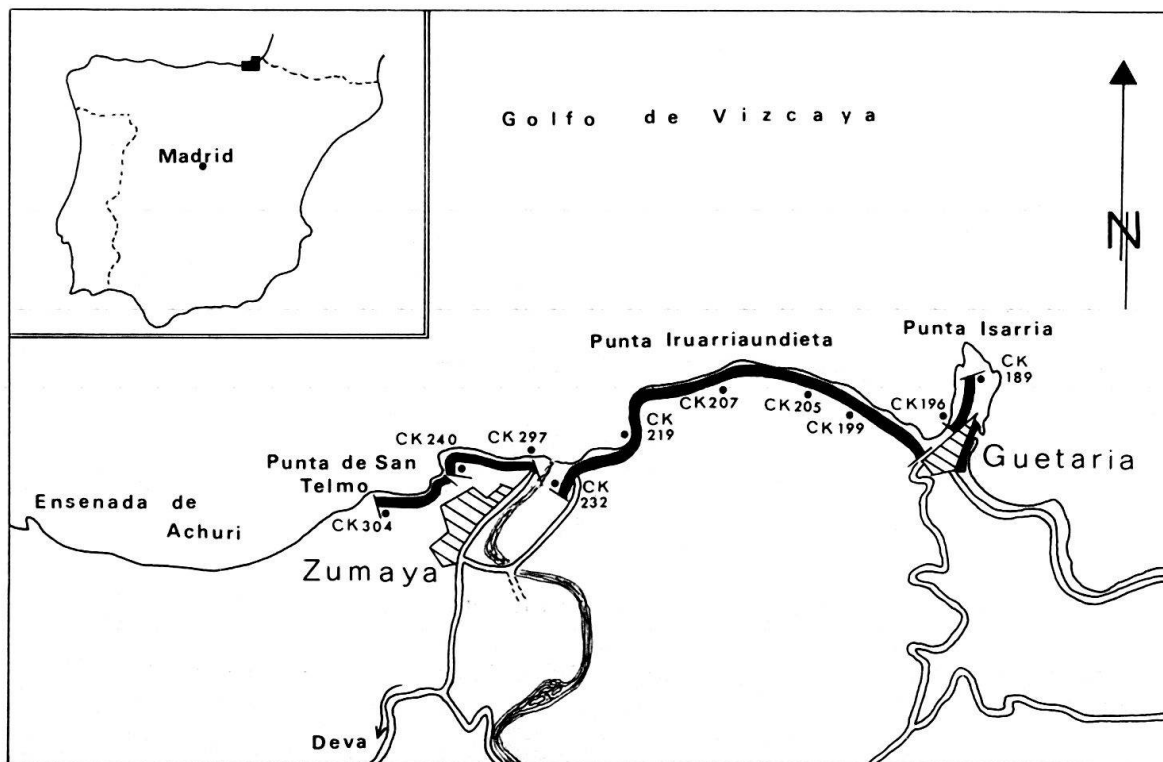 Madrid
Golfo de Vizcaya
N
Punta Iruarriaundieta
Punta Isarria
CK
189
CK207
CK205
CK199
CK196
CK
219
Guetaria
CK240
CK297
CK
232
Punta de San
Telmo
CK304
Ensenada de
Achuri
Zumaya
Deva